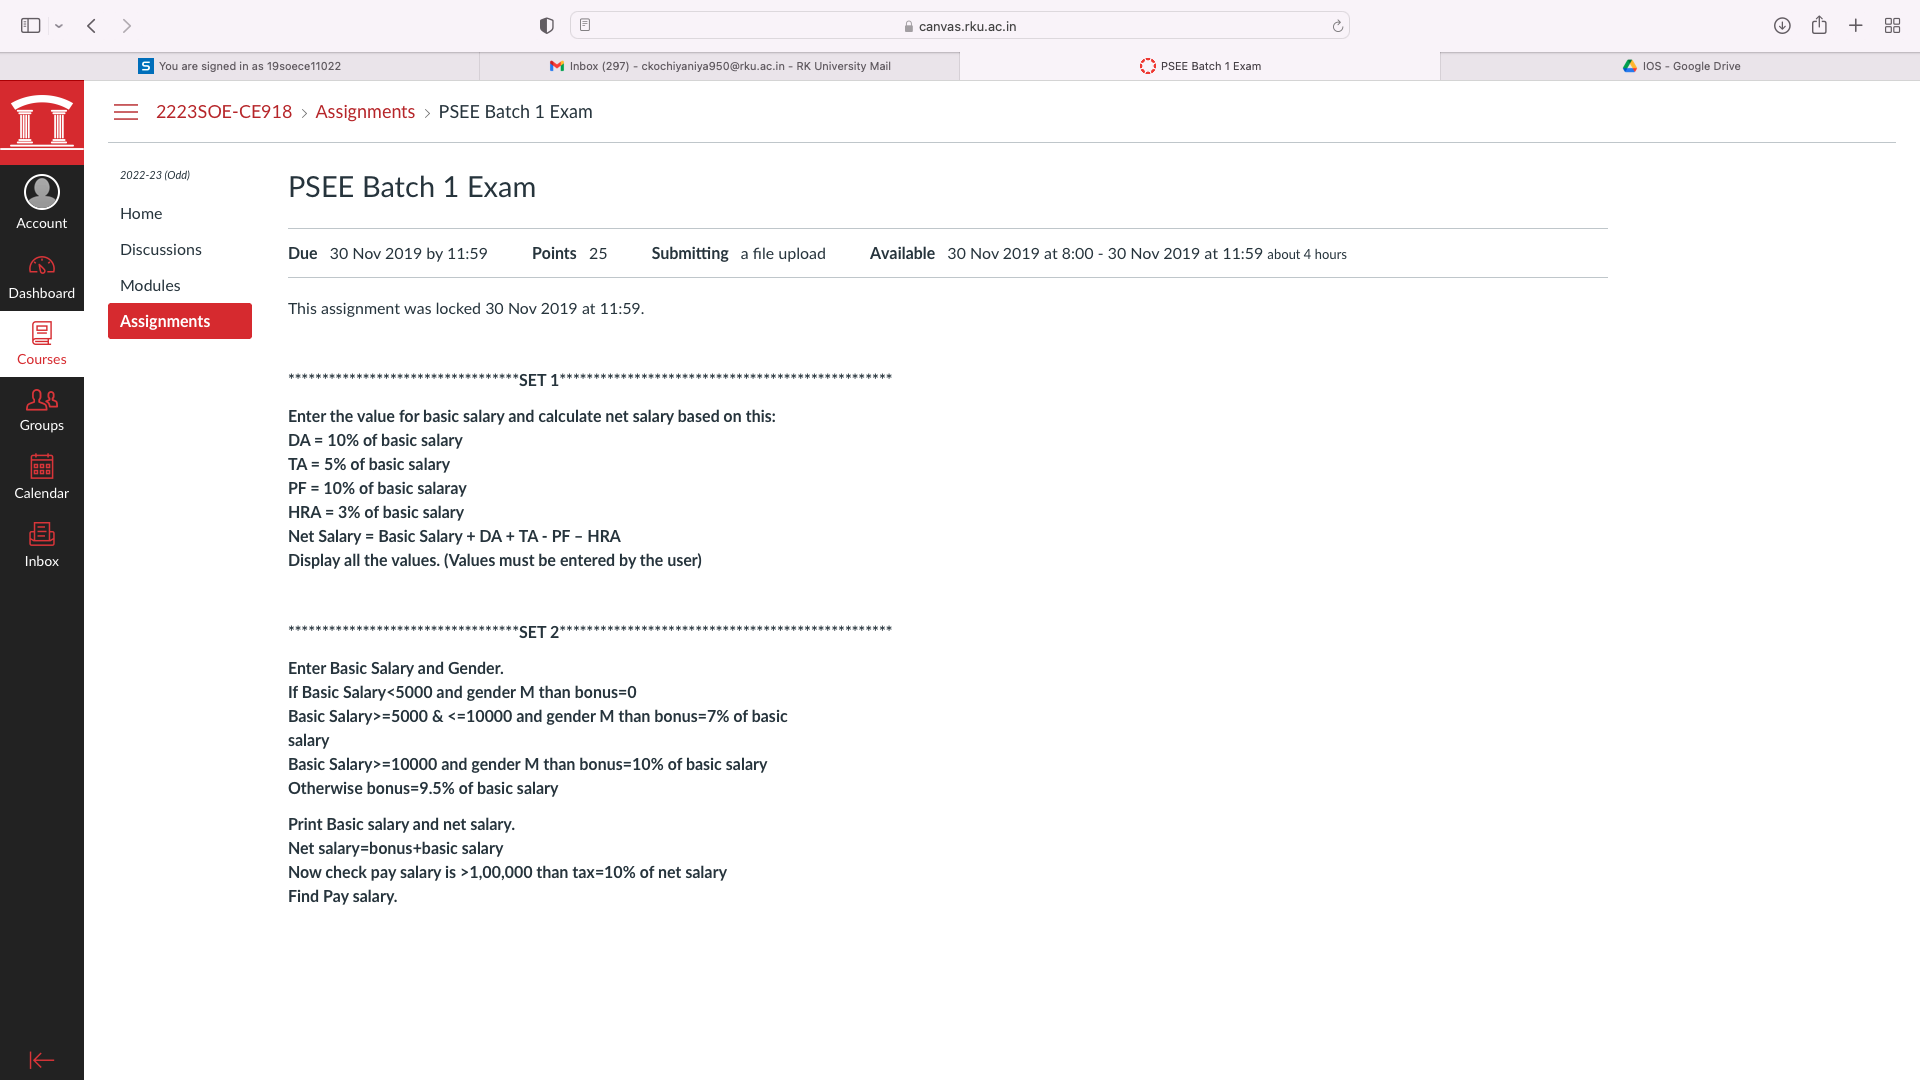 canvas.rku.ac.in
You are signed in as 19soece11022
Inbox (297) - ckochiyaniya950@rku.ac.in - RK University Mail
PSEE Batch 1 Exam
IOS - Google Drive
2223SOE-CE918 › Assignments › PSEE Batch 1 Exam
Account
Dashboard
Courses
Groups
Calendar
Inbox
2022-23 (Odd)
Home
Discussions
Modules
Assignments
PSEE Batch 1 Exam
Due 30 Nov 2019 by 11:59 Points 25 Submitting a file upload Available 30 Nov 2019 at 8:00 - 30 Nov 2019 at 11:59 about 4 hours
This assignment was locked 30 Nov 2019 at 11:59.
**********************************SET 1*************************************************
Enter the value for basic salary and calculate net salary based on this:
DA = 10% of basic salary
TA = 5% of basic salary
PF = 10% of basic salaray
HRA = 3% of basic salary
Net Salary = Basic Salary + DA + TA - PF – HRA
Display all the values. (Values must be entered by the user)
**********************************SET 2*************************************************
Enter Basic Salary and Gender.
If Basic Salary<5000 and gender M than bonus=0
Basic Salary>=5000 & <=10000 and gender M than bonus=7% of basic
salary
Basic Salary>=10000 and gender M than bonus=10% of basic salary
Otherwise bonus=9.5% of basic salary
Print Basic salary and net salary.
Net salary=bonus+basic salary
Now check pay salary is >1,00,000 than tax=10% of net salary
Find Pay salary.